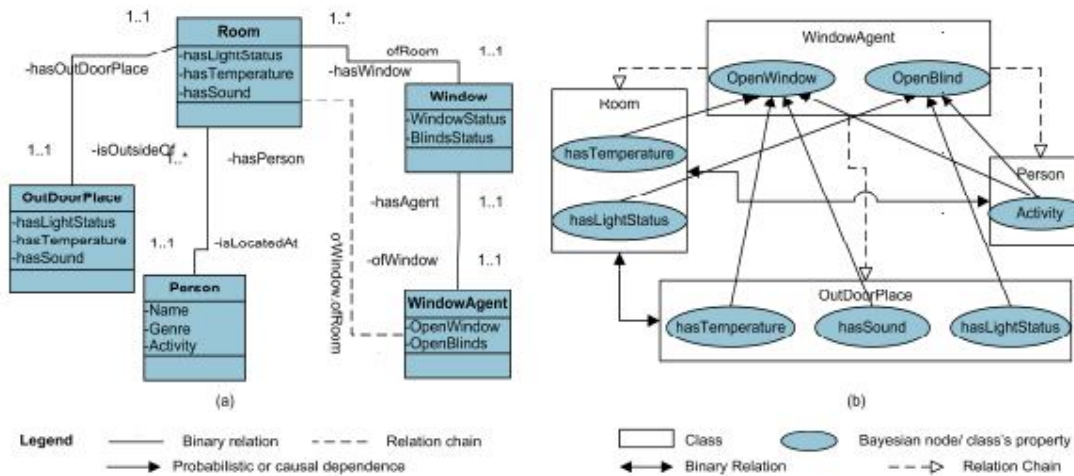 1..1
1..*
Room
-hasLightStatus
-hasTemperature
-hasSound
-hasOutDoorPlace
ofRoom
1..1
-hasWindow
Window
-WindowStatus
-BlindsStatus
1..1
-isOutsideOf
1..*
-hasPerson
OutDoorPlace
-hasLightStatus
-hasTemperature
-hasSound
-hasAgent
1..1
1..1
-isLocatedAt
-ofWindow
1..1
ofWindow.ofRoom
Person
-Name
-Genre
-Activity
WindowAgent
-OpenWindow
-OpenBlinds
(a)
WindowAgent
OpenWindow
OpenBlind
Room
hasTemperature
hasLightStatus
Person
Activity
OutDoorPlace
hasTemperature
hasSound
hasLightStatus
(b)
Legend
Binary relation
Relation chain
Probabilistic or causal dependence
Class
Bayesian node/ class's property
Binary Relation
Relation Chain